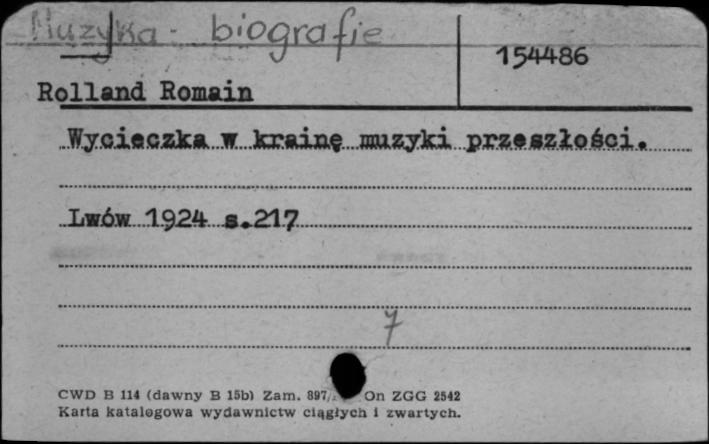 Muzyka - biografie
154486
Rolland Romain
Wycieczka w krainę muzyki przeszłości.
Lwów 1924 s.217
7
CWD B 114 (dawny B 15b) Zam. 897/ On ZGG 2542
Karta katalogowa wydawnictw ciągłych i zwartych.